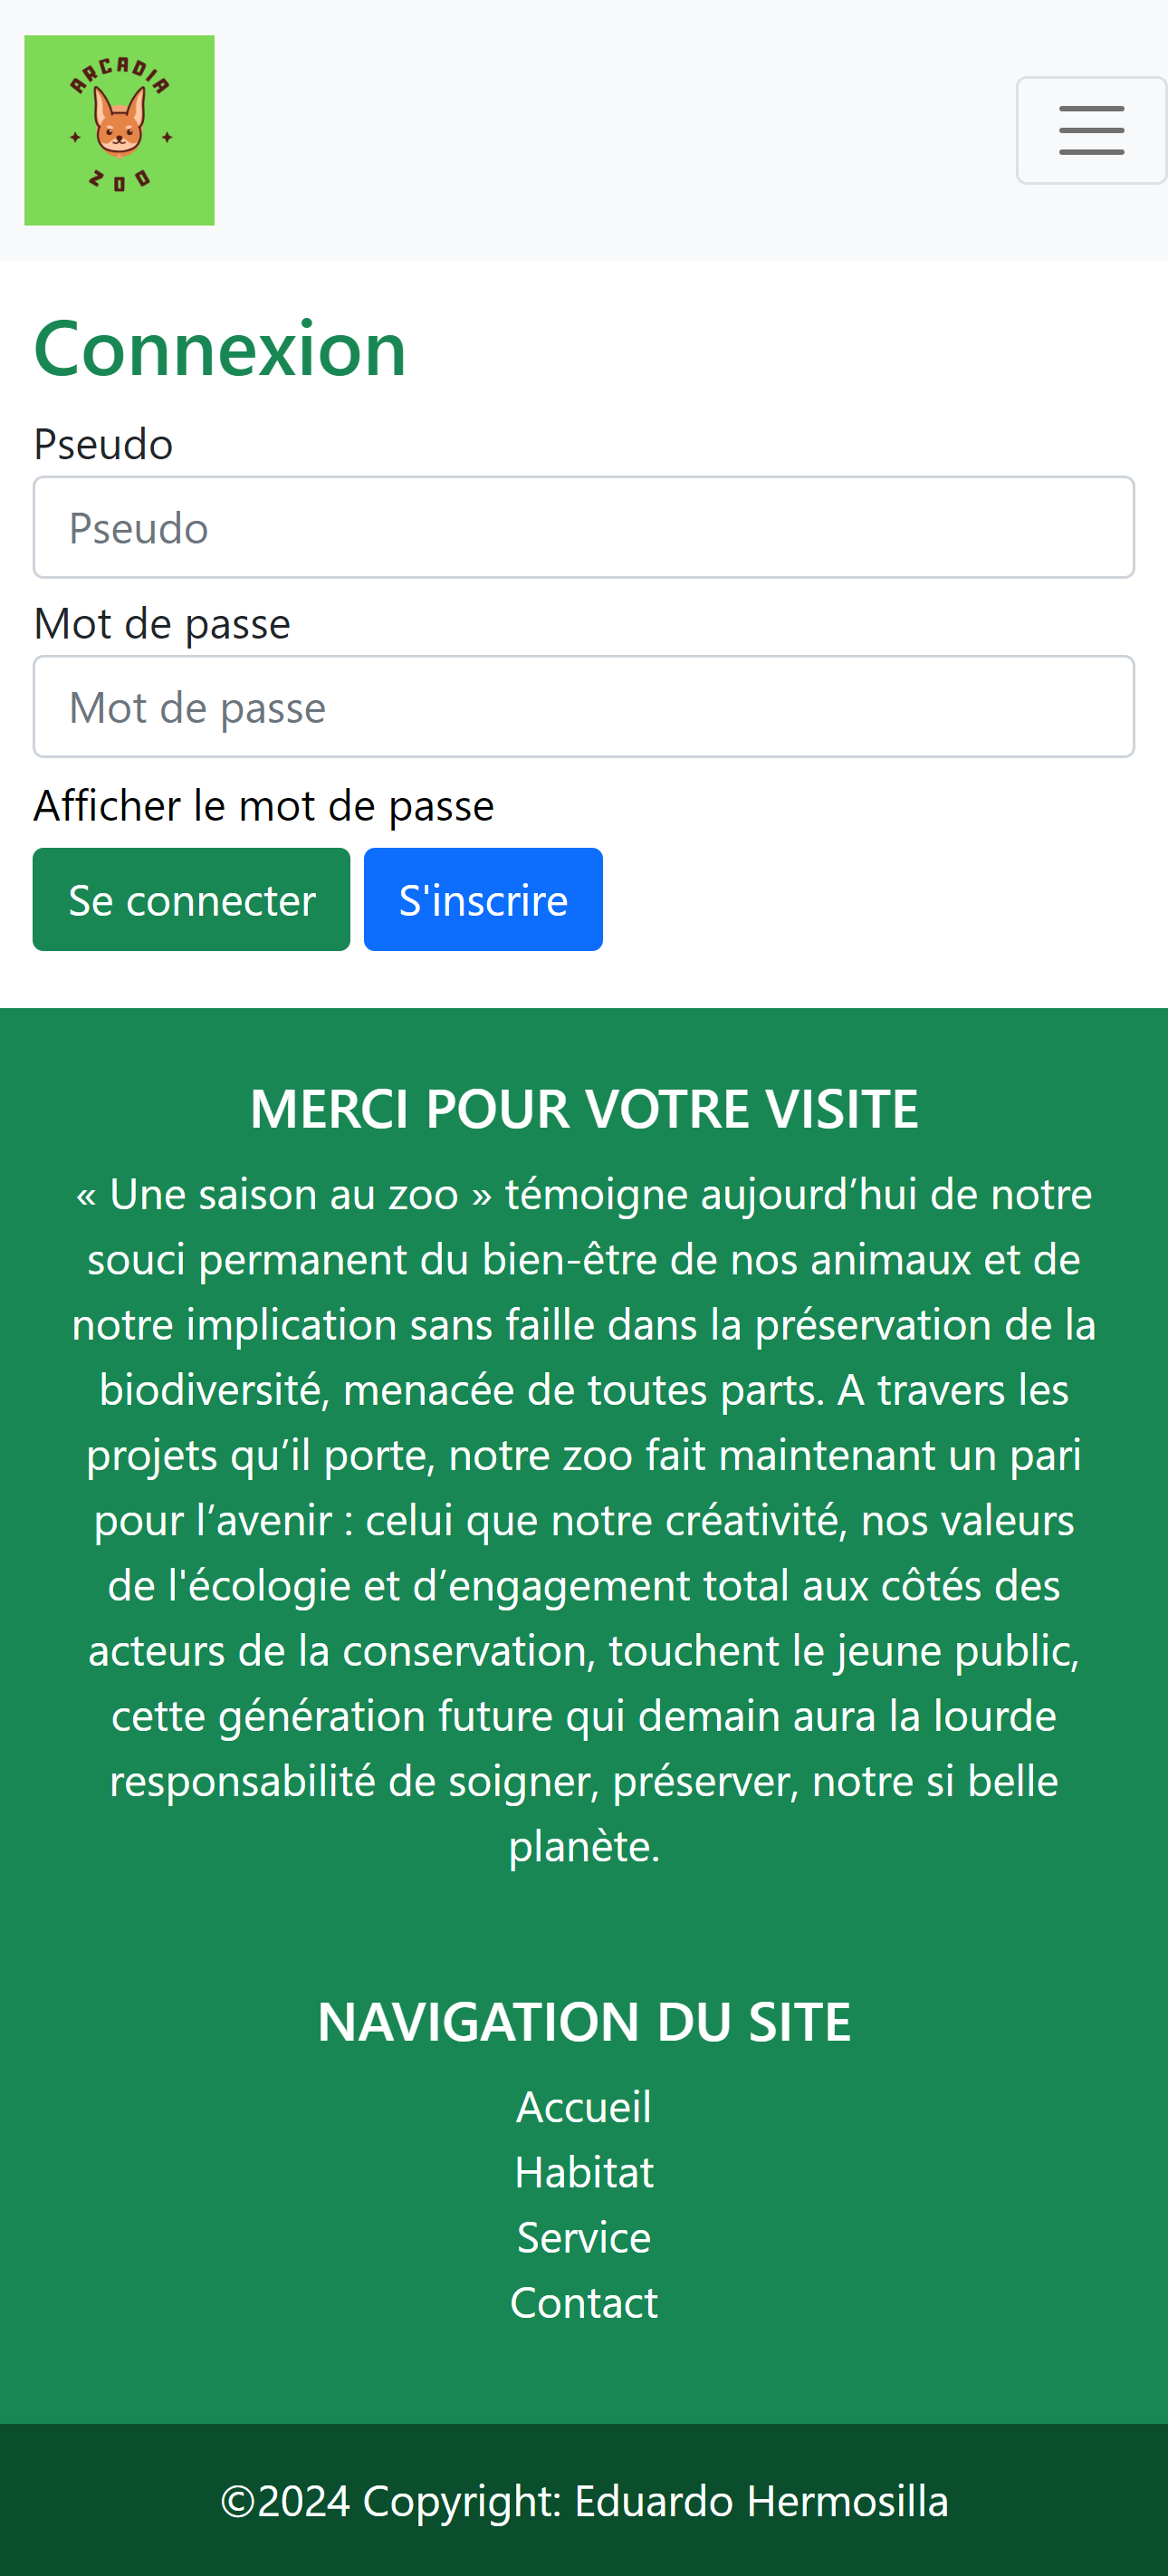 ARCADIA
ZOO
Connexion
Pseudo
Pseudo
Mot de passe
Mot de passe
Afficher le mot de passe
Se connecter S'inscrire
MERCI POUR VOTRE VISITE
« Une saison au zoo » témoigne aujourd’hui de notre
souci permanent du bien-être de nos animaux et de
notre implication sans faille dans la préservation de la
biodiversité, menacée de toutes parts. A travers les
projets qu’il porte, notre zoo fait maintenant un pari
pour l’avenir : celui que notre créativité, nos valeurs
de l'écologie et d’engagement total aux côtés des
acteurs de la conservation, touchent le jeune public,
cette génération future qui demain aura la lourde
responsabilité de soigner, préserver, notre si belle
planète.
NAVIGATION DU SITE
Accueil
Habitat
Service
Contact
©2024 Copyright: Eduardo Hermosilla